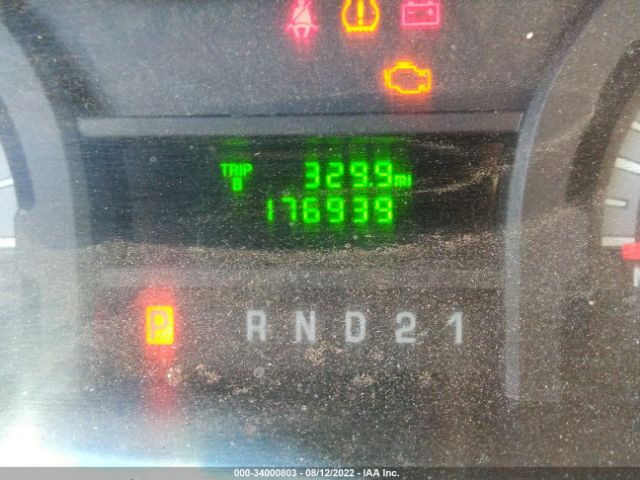 TRIP 329.9 mi
B 176939
P R N D 2 1
000-34000803 - 08/12/2022 - IAA Inc.